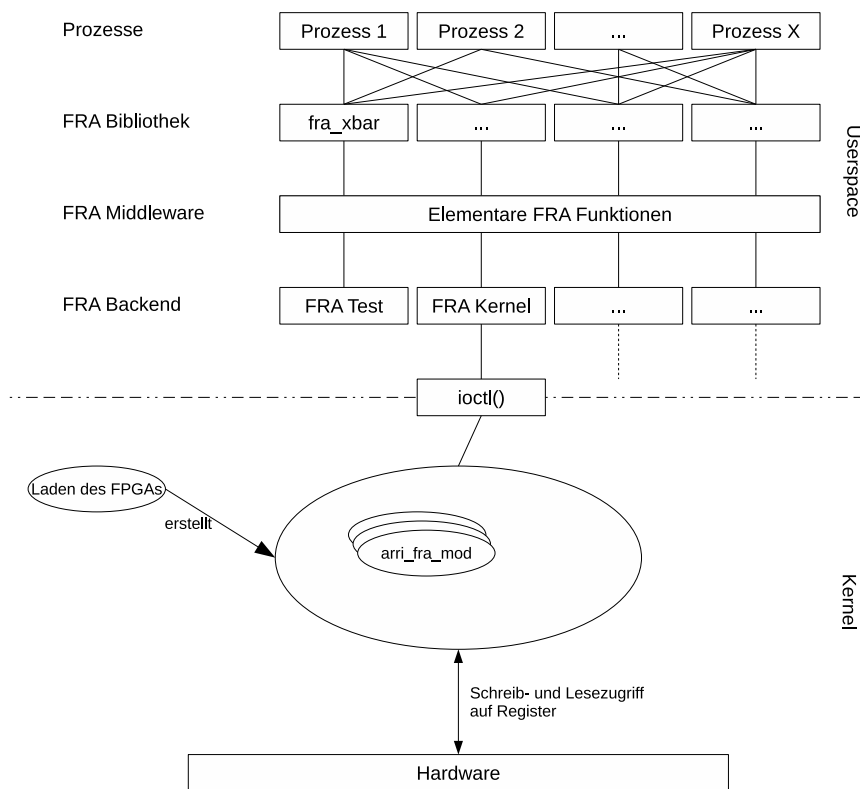 Prozesse
Prozess 1
Prozess 2
...
Prozess X
FRA Bibliothek
fra_xbar
...
...
...
Userspace
FRA Middleware
Elementare FRA Funktionen
FRA Backend
FRA Test
FRA Kernel
...
...
ioctl()
Laden des FPGAs
erstellt
arri_fra_mod
Kernel
Schreib- und Lesezugriff
auf Register
Hardware